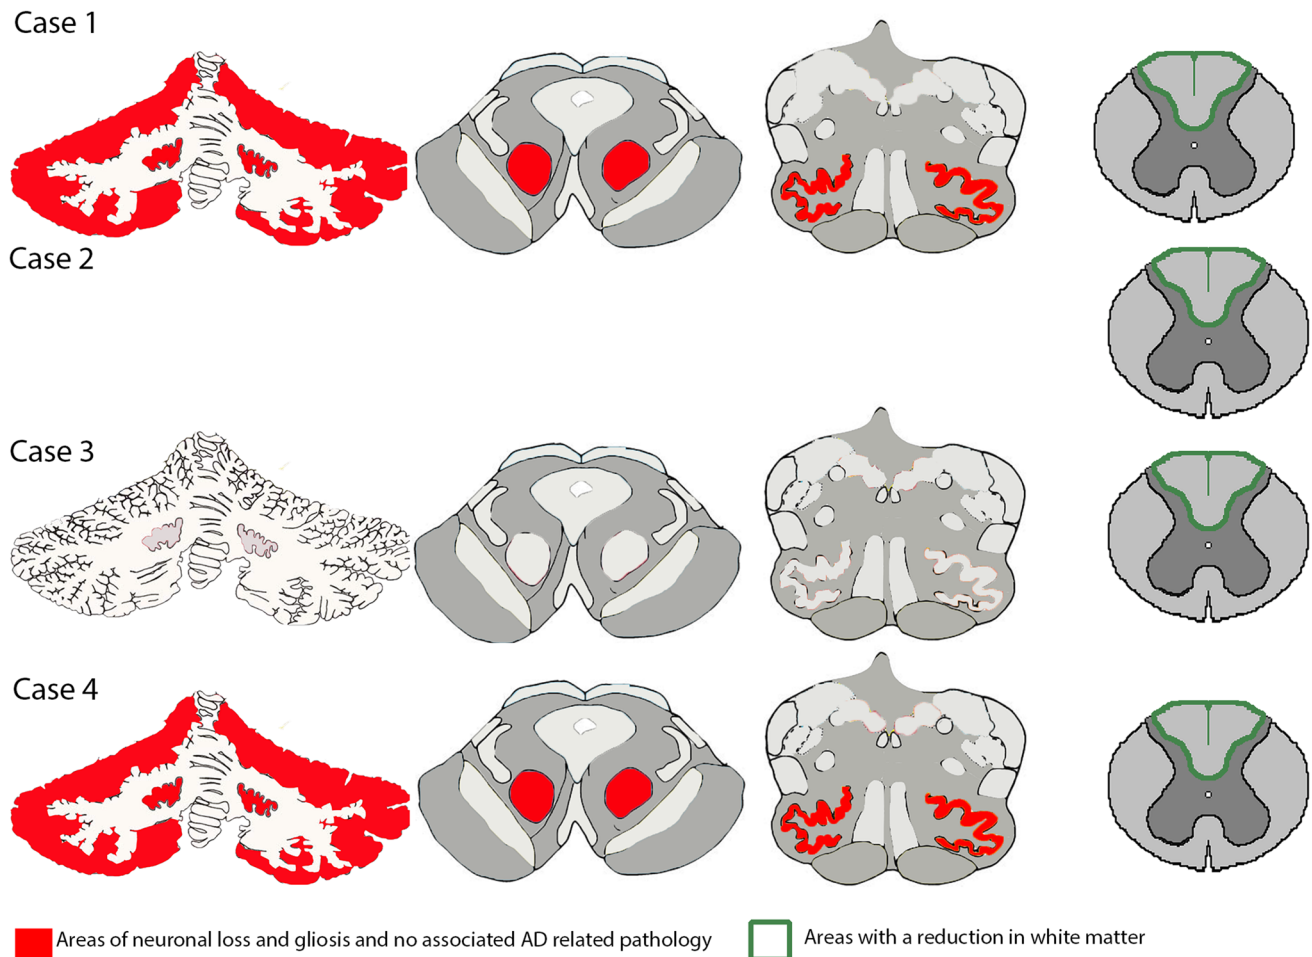 Case 1
Case 2
Case 3
Case 4
Areas of neuronal loss and gliosis and no associated AD related pathology
Areas with a reduction in white matter